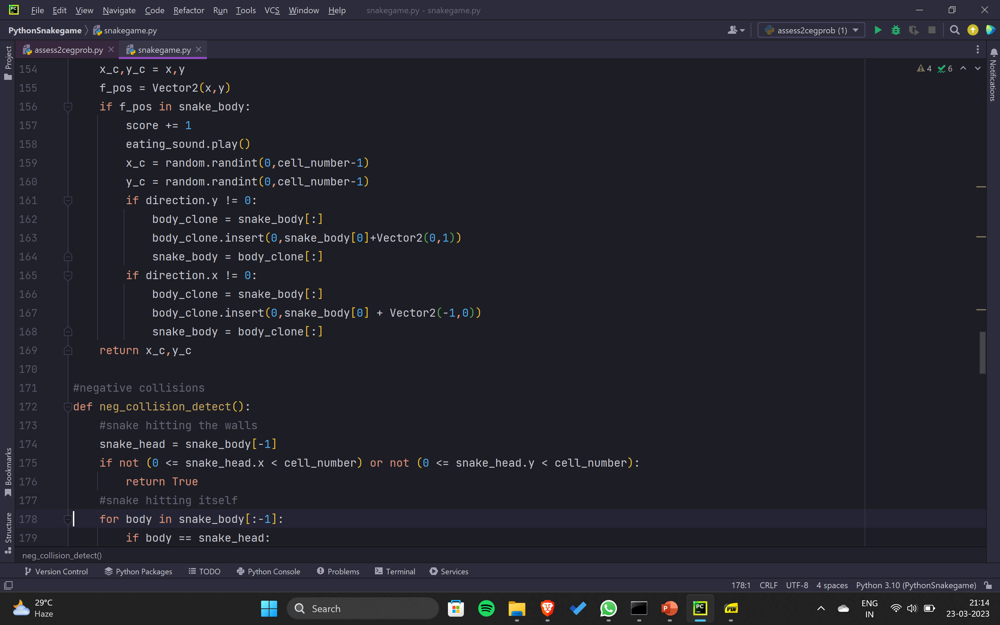 PC File Edit View Navigate Code Refactor Run Tools VCS Window Help snakegame.py - snakegame.py
PythonSnakegame snakegame.py assess2cegprob (1)
assess2cegprob.py snakegame.py
Project
Notifications
4 6
154 x_c,y_c = x,y
155 f_pos = Vector2(x,y)
156 if f_pos in snake_body:
157 score += 1
158 eating_sound.play()
159 x_c = random.randint(0,cell_number-1)
160 y_c = random.randint(0,cell_number-1)
161 if direction.y != 0:
162 body_clone = snake_body[:]
163 body_clone.insert(0,snake_body[0]+Vector2(0,1))
164 snake_body = body_clone[:]
165 if direction.x != 0:
166 body_clone = snake_body[:]
167 body_clone.insert(0,snake_body[0] + Vector2(-1,0))
168 snake_body = body_clone[:]
169 return x_c,y_c
170
171 #negative collisions
172 def neg_collision_detect():
173 #snake hitting the walls
174 snake_head = snake_body[-1]
175 if not (0 <= snake_head.x < cell_number) or not (0 <= snake_head.y < cell_number):
176 return True
177 #snake hitting itself
178 for body in snake_body[:-1]:
179 if body == snake_head:
Bookmarks
Structure
neg_collision_detect()
Version Control Python Packages TODO Python Console Problems Terminal Services
178:1 CRLF UTF-8 4 spaces Python 3.10 (PythonSnakegame)
29°C
Haze
Search
P
PC
PDF
ENG
IN
21:14
23-03-2023